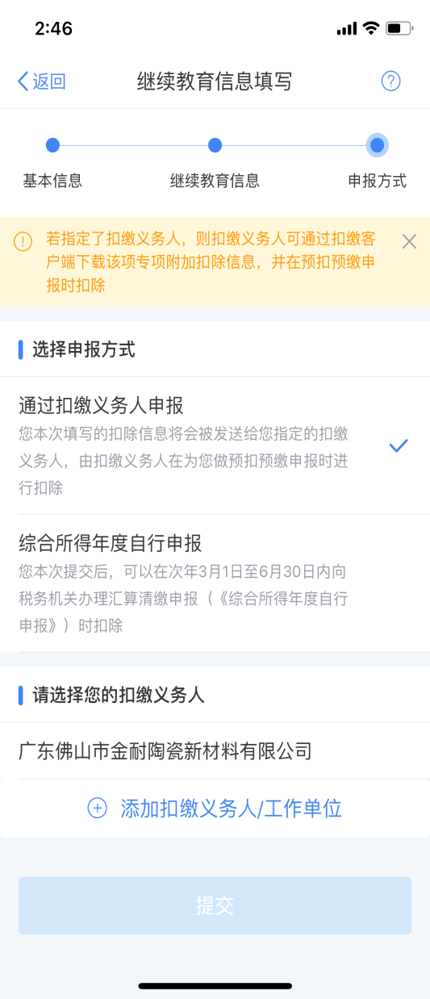 2:46
返回
继续教育信息填写
基本信息
继续教育信息
申报方式
若指定了扣缴义务人，则扣缴义务人可通过扣缴客
户端下载该项专项附加扣除信息，并在预扣预缴申
报时扣除
选择申报方式
通过扣缴义务人申报
您本次填写的扣除信息将会被发送给您指定的扣缴
义务人，由扣缴义务人在为您做预扣预缴申报时进
行扣除
综合所得年度自行申报
您本次提交后，可以在次年3月1日至6月30日内向
税务机关办理汇算清缴申报（《综合所得年度自行
申报》）时扣除
请选择您的扣缴义务人
广东佛山市金耐陶瓷新材料有限公司
添加扣缴义务人/工作单位
提交